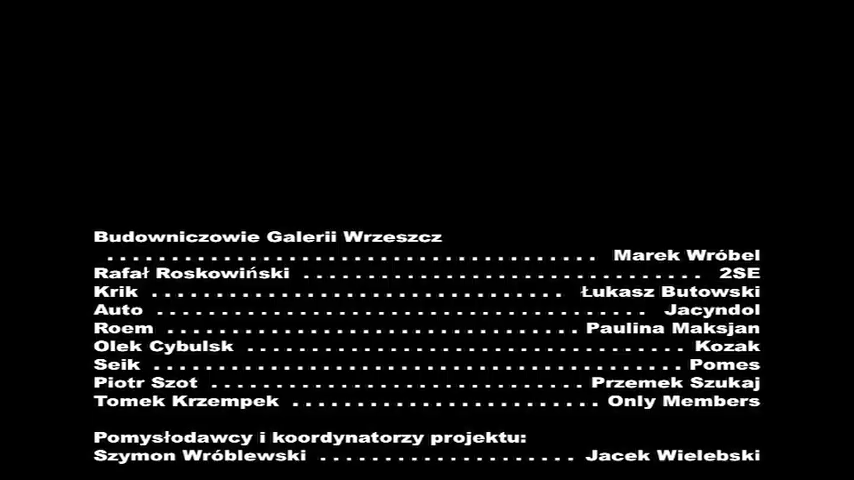 Budowniczowie Galerii Wrzeszcz
. . . . . . . . . . . . . . . . . . . . . . . . . . . . . . . . . . . . . . Marek Wróbel
Rafał Roskowiński . . . . . . . . . . . . . . . . . . . . . . . . . . . . . . . 2SE
Krik . . . . . . . . . . . . . . . . . . . . . . . . . . . . . . . . Łukasz Butowski
Auto . . . . . . . . . . . . . . . . . . . . . . . . . . . . . . . . . . . . . . Jacyndol
Roem . . . . . . . . . . . . . . . . . . . . . . . . . . . . . . . . Paulina Maksjan
Olek Cybulsk . . . . . . . . . . . . . . . . . . . . . . . . . . . . . . . . . . Kozak
Seik . . . . . . . . . . . . . . . . . . . . . . . . . . . . . . . . . . . . . . . . . Pomes
Piotr Szot . . . . . . . . . . . . . . . . . . . . . . . . . . . . . Przemek Szukaj
Tomek Krzempek . . . . . . . . . . . . . . . . . . . . . . . . Only Members
Pomysłodawcy i koordynatorzy projektu:
Szymon Wróblewski . . . . . . . . . . . . . . . . . . . . Jacek Wielebski